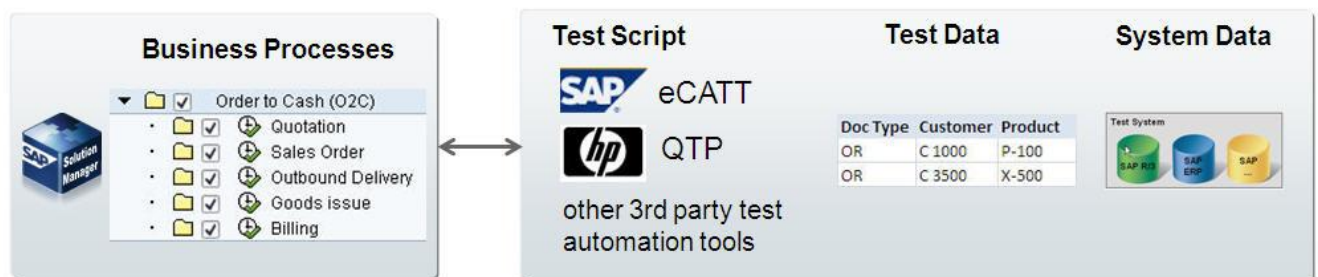 Business Processes
SAP Solution Manager
Order to Cash (O2C)
Quotation
Sales Order
Outbound Delivery
Goods issue
Billing
Test Script
SAP eCATT
hp QTP
other 3rd party test
automation tools
Test Data
Doc Type Customer Product
OR C 1000 P-100
OR C 3500 X-500
System Data
Test System
SAP R/3
SAP
ERP
SAP
...